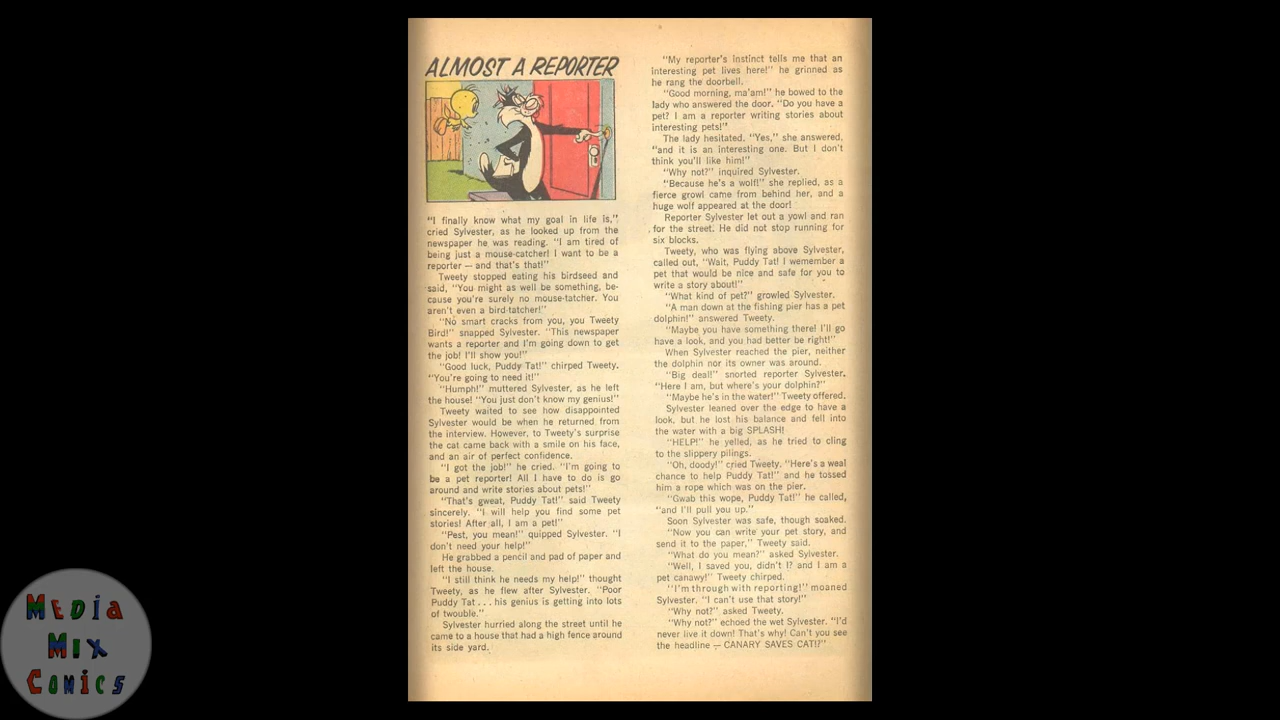 ALMOST A REPORTER
"I finally know what my goal in life is,"
cried Sylvester, as he looked up from the
newspaper he was reading. "I am tired of
being just a mouse-catcher! I want to be a
reporter — and that's that!"
Tweety stopped eating his birdseed and
said, "You might as well be something, be-
cause you're surely no mouse-tatcher. You
aren't even a bird-tatcher!"
"No smart cracks from you, you Tweety
Bird!" snapped Sylvester. "This newspaper
wants a reporter and I'm going down to get
the job! I'll show you!"
"Good luck, Puddy Tat!" chirped Tweety.
"You're going to need it!"
"Humph!" muttered Sylvester, as he left
the house! "You just don't know my genius!"
Tweety waited to see how disappointed
Sylvester would be when he returned from
the interview. However, to Tweety's surprise
the cat came back with a smile on his face,
and an air of perfect confidence.
"I got the job!" he cried. "I'm going to
be a pet reporter! All I have to do is go
around and write stories about pets!"
"That's gweat, Puddy Tat!" said Tweety
sincerely. "I will help you find some pet
stories! After all, I am a pet!"
"Pest, you mean!" quipped Sylvester. "I
don't need your help!"
He grabbed a pencil and pad of paper and
left the house.
"I still think he needs my help!" thought
Tweety, as he flew after Sylvester. "Poor
Puddy Tat . . . his genius is getting into lots
of twouble."
Sylvester hurried along the street until he
came to a house that had a high fence around
its side yard.
"My reporter's instinct tells me that an
interesting pet lives here!" he grinned as
he rang the doorbell.
"Good morning, ma'am!" he bowed to the
lady who answered the door. "Do you have a
pet? I am a reporter writing stories about
interesting pets!"
The lady hesitated. "Yes," she answered,
"and it is an interesting one. But I don't
think you'll like him!"
"Why not?" inquired Sylvester.
"Because he's a wolf!" she replied, as a
fierce growl came from behind her, and a
huge wolf appeared at the door!
Reporter Sylvester let out a yowl and ran
for the street. He did not stop running for
six blocks.
Tweety, who was flying above Sylvester,
called out, "Wait, Puddy Tat! I wemember a
pet that would be nice and safe for you to
write a story about!"
"What kind of pet?" growled Sylvester.
"A man down at the fishing pier has a pet
dolphin!" answered Tweety.
"Maybe you have something there! I'll go
have a look, and you had better be right!"
When Sylvester reached the pier, neither
the dolphin nor its owner was around.
"Big deal!" snorted reporter Sylvester.
"Here I am, but where's your dolphin?"
"Maybe he's in the water!" Tweety offered.
Sylvester leaned over the edge to have a
look, but he lost his balance and fell into
the water with a big SPLASH!
"HELP!" he yelled, as he tried to cling
to the slippery pilings.
"Oh, doody!" cried Tweety. "Here's a weal
chance to help Puddy Tat!" and he tossed
him a rope which was on the pier.
"Gwab this wope, Puddy Tat!" he called,
"and I'll pull you up."
Soon Sylvester was safe, though soaked.
"Now you can write your pet story, and
send it to the paper," Tweety said.
"What do you mean?" asked Sylvester.
"Well, I saved you, didn't I? and I am a
pet canawy!" Tweety chirped.
"I'm through with reporting!" moaned
Sylvester. "I can't use that story!"
"Why not?" asked Tweety.
"Why not?" echoed the wet Sylvester. "I'd
never live it down! That's why! Can't you see
the headline — CANARY SAVES CAT!?"
MEDIA
MIX
COMICS